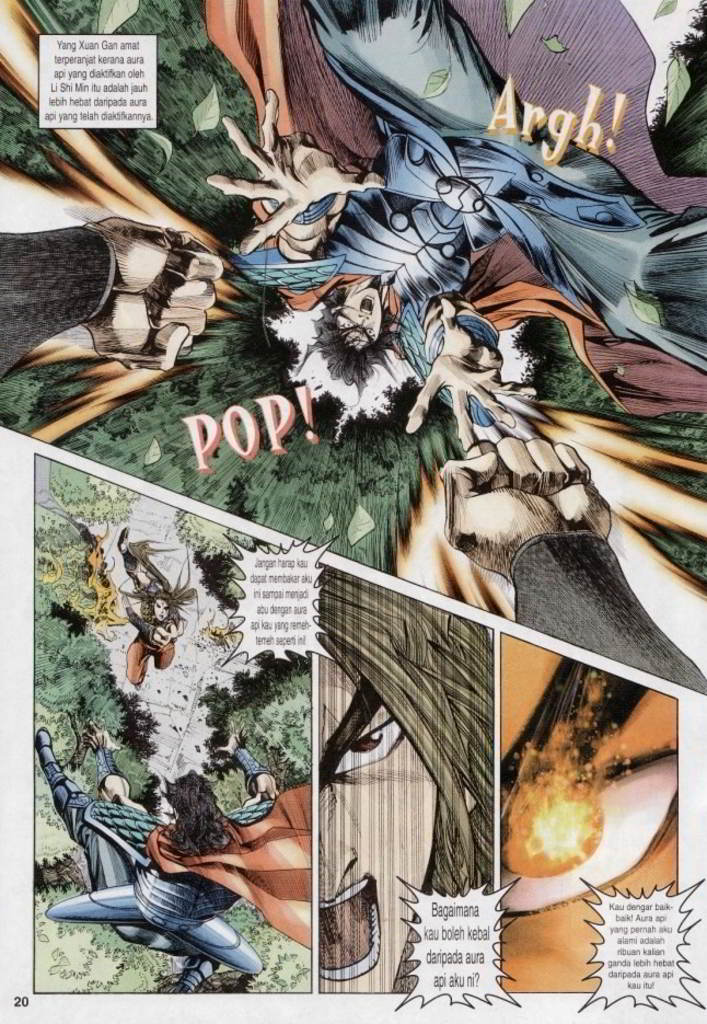 Yang Xuan Gan amat
terperanjat kerana aura
api yang diaktifkan oleh
Li Shi Min itu adalah jauh
lebih hebat daripada aura
api yang telah diaktifkannya.
Argh!
POP!
Jangan harap kau
dapat membakar aku
ini sampai menjadi
abu dengan aura
api kau yang remeh-
temeh seperti ini!
Bagaimana
kau boleh kebal
daripada aura
api aku ni?
Kau dengar baik-
baik! Aura api
yang pernah aku
alami adalah
ribuan kalian
ganda lebih hebat
daripada aura api
kau itu!
20